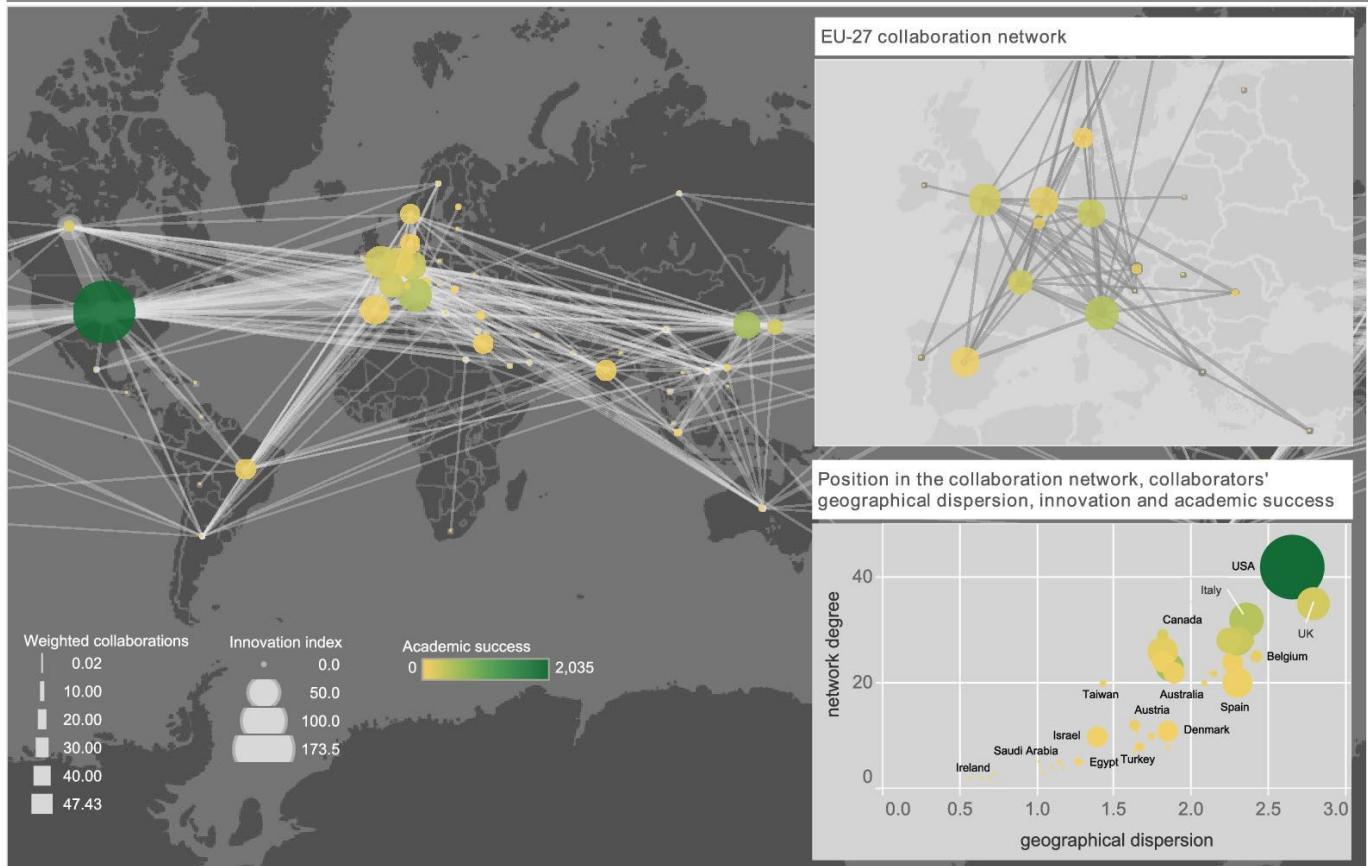 EU-27 collaboration network
Position in the collaboration network, collaborators'
geographical dispersion, innovation and academic success
USA
Italy
UK
Canada
Belgium
Taiwan
Australia
Spain
Austria
Denmark
Israel
Saudi Arabia
Egypt
Turkey
Ireland
network degree
40
20
0
0.0 0.5 1.0 1.5 2.0 2.5 3.0
geographical dispersion
Weighted collaborations
0.02
10.00
20.00
30.00
40.00
47.43
Innovation index
0.0
50.0
100.0
173.5
Academic success
0 2,035